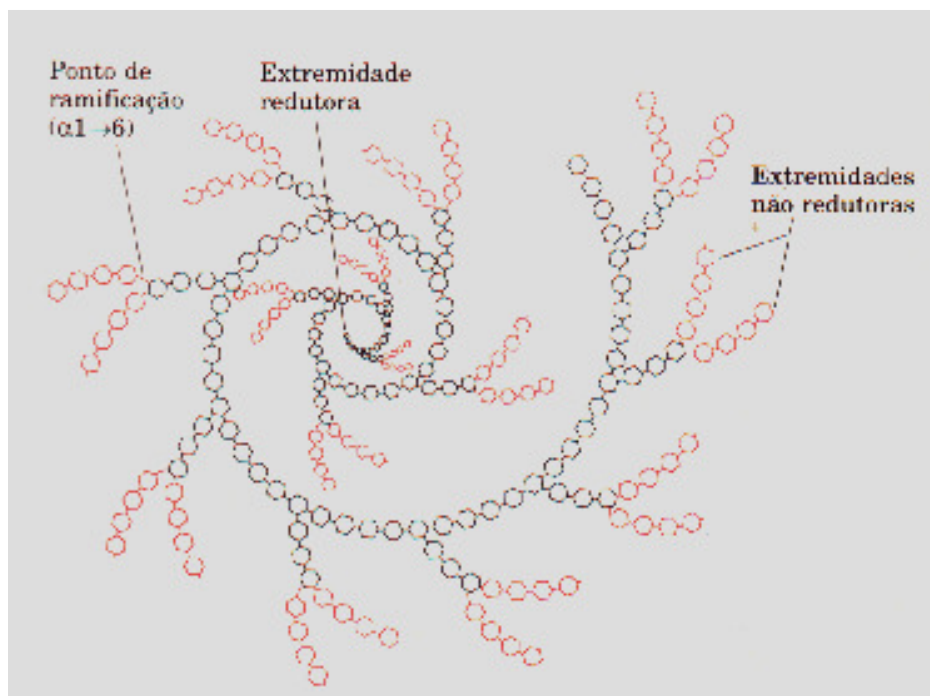 Ponto de
ramificação
(α1→6)
Extremidade
redutora
Extremidades
não redutoras